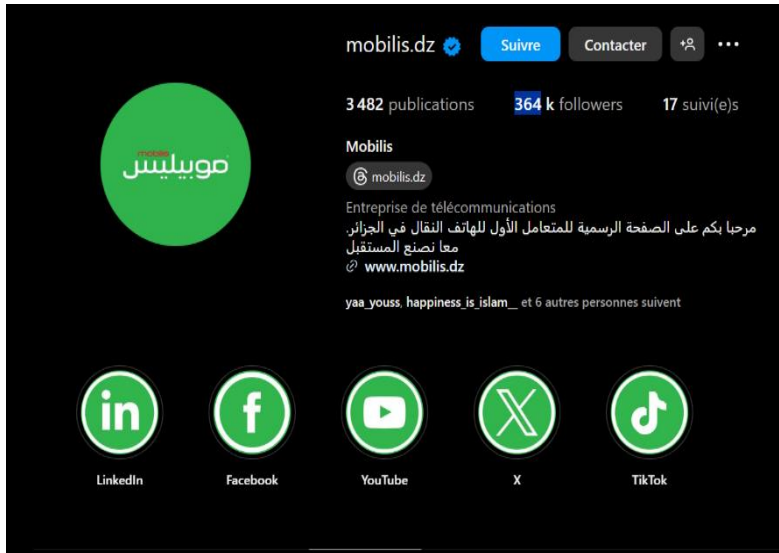 mobilis.dz Suivre Contacter
3 482 publications 364 k followers 17 suivi(e)s
Mobilis
mobilis
موبيليس
mobilis.dz
Entreprise de télécommunications
مرحبا بكم على الصفحة الرسمية للمتعامل الأول للهاتف النقال في الجزائر.
معا نصنع المستقبل
www.mobilis.dz
yaa_youss, happiness_is_islam__ et 6 autres personnes suivent
in f X
LinkedIn Facebook YouTube X TikTok